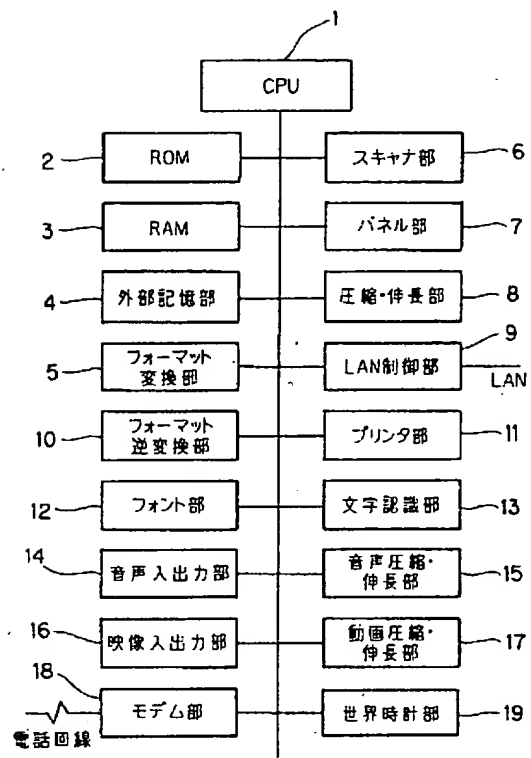 1
CPU
2
ROM
スキャナ部
6
3
RAM
パネル部
7
4
外部記憶部
圧縮・伸長部
8
5
フォーマット
変換部
LAN制御部
9
LAN
10
フォーマット
逆変換部
プリンタ部
11
12
フォント部
文字認識部
13
14
音声入出力部
音声圧縮・
伸長部
15
16
映像入出力部
動画圧縮・
伸長部
17
18
モデム部
世界時計部
19
電話回線